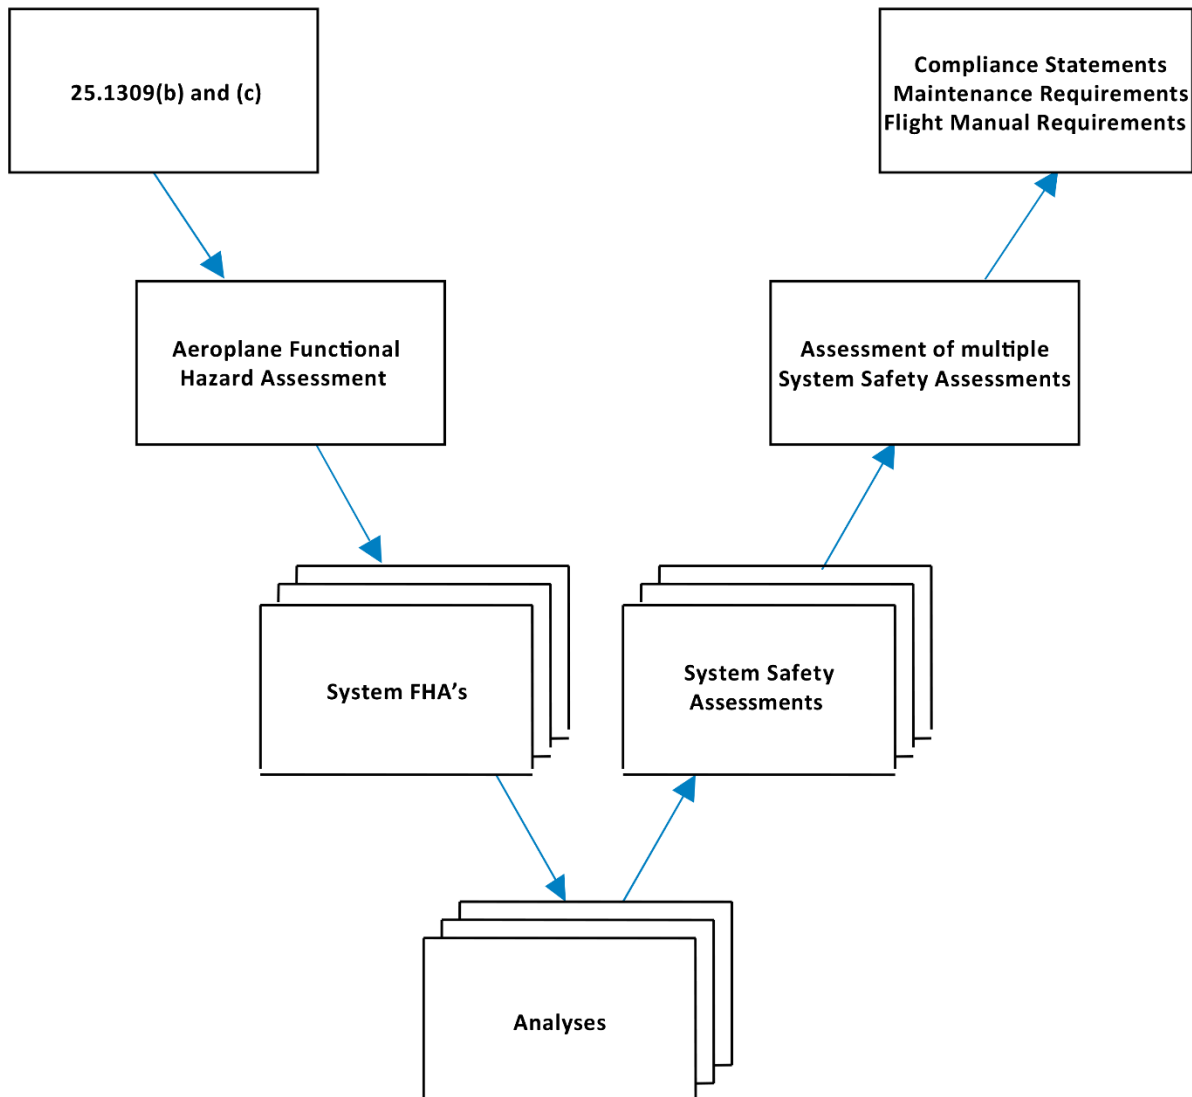 25.1309(b) and (c)
Compliance Statements
Maintenance Requirements
Flight Manual Requirements
Aeroplane Functional
Hazard Assessment
Assessment of multiple
System Safety Assessments
System FHA’s
System Safety
Assessments
Analyses